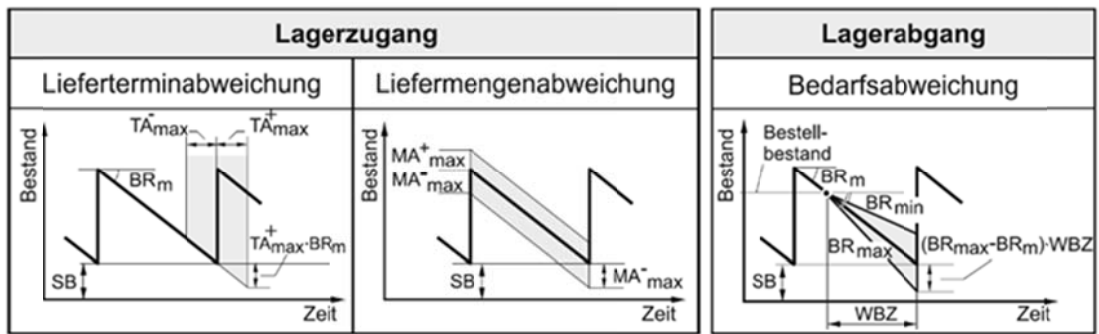 Lagerzugang
Lagerabgang
Lieferterminabweichung
Liefermengenabweichung
Bedarfsabweichung
Bestand
TA-max
TA+max
BRm
TA+max·BRm
SB
Zeit
Bestand
MA+max
MA-max
SB
MA-max
Zeit
Bestand
Bestell-
bestand
BRm
BRmin
BRmax
(BRmax-BRm)·WBZ
SB
WBZ
Zeit